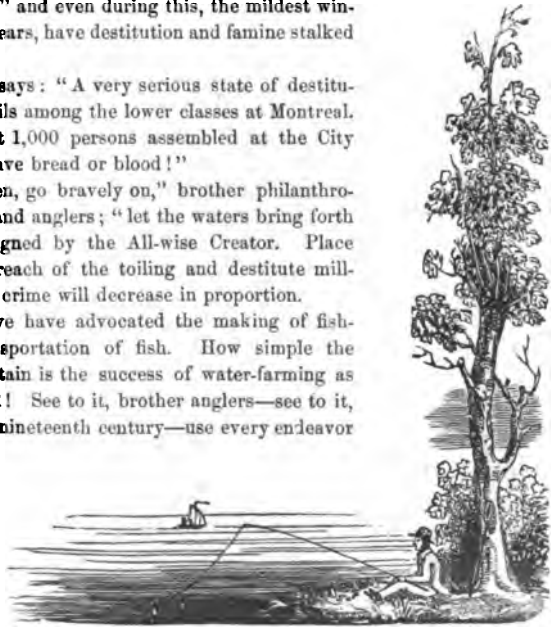 ” and even during this, the mildest win-
ears, have destitution and famine stalked
says : “A very serious state of destitu-
ils among the lower classes at Montreal.
t 1,000 persons assembled at the City
ave bread or blood !”
en, go bravely on,” brother philanthro-
and anglers ; “let the waters bring forth
gned by the All-wise Creator. Place
reach of the toiling and destitute mill-
crime will decrease in proportion.
ve have advocated the making of fish-
sportation of fish. How simple the
tain is the success of water-farming as
! See to it, brother anglers—see to it,
nineteenth century—use every endeavor